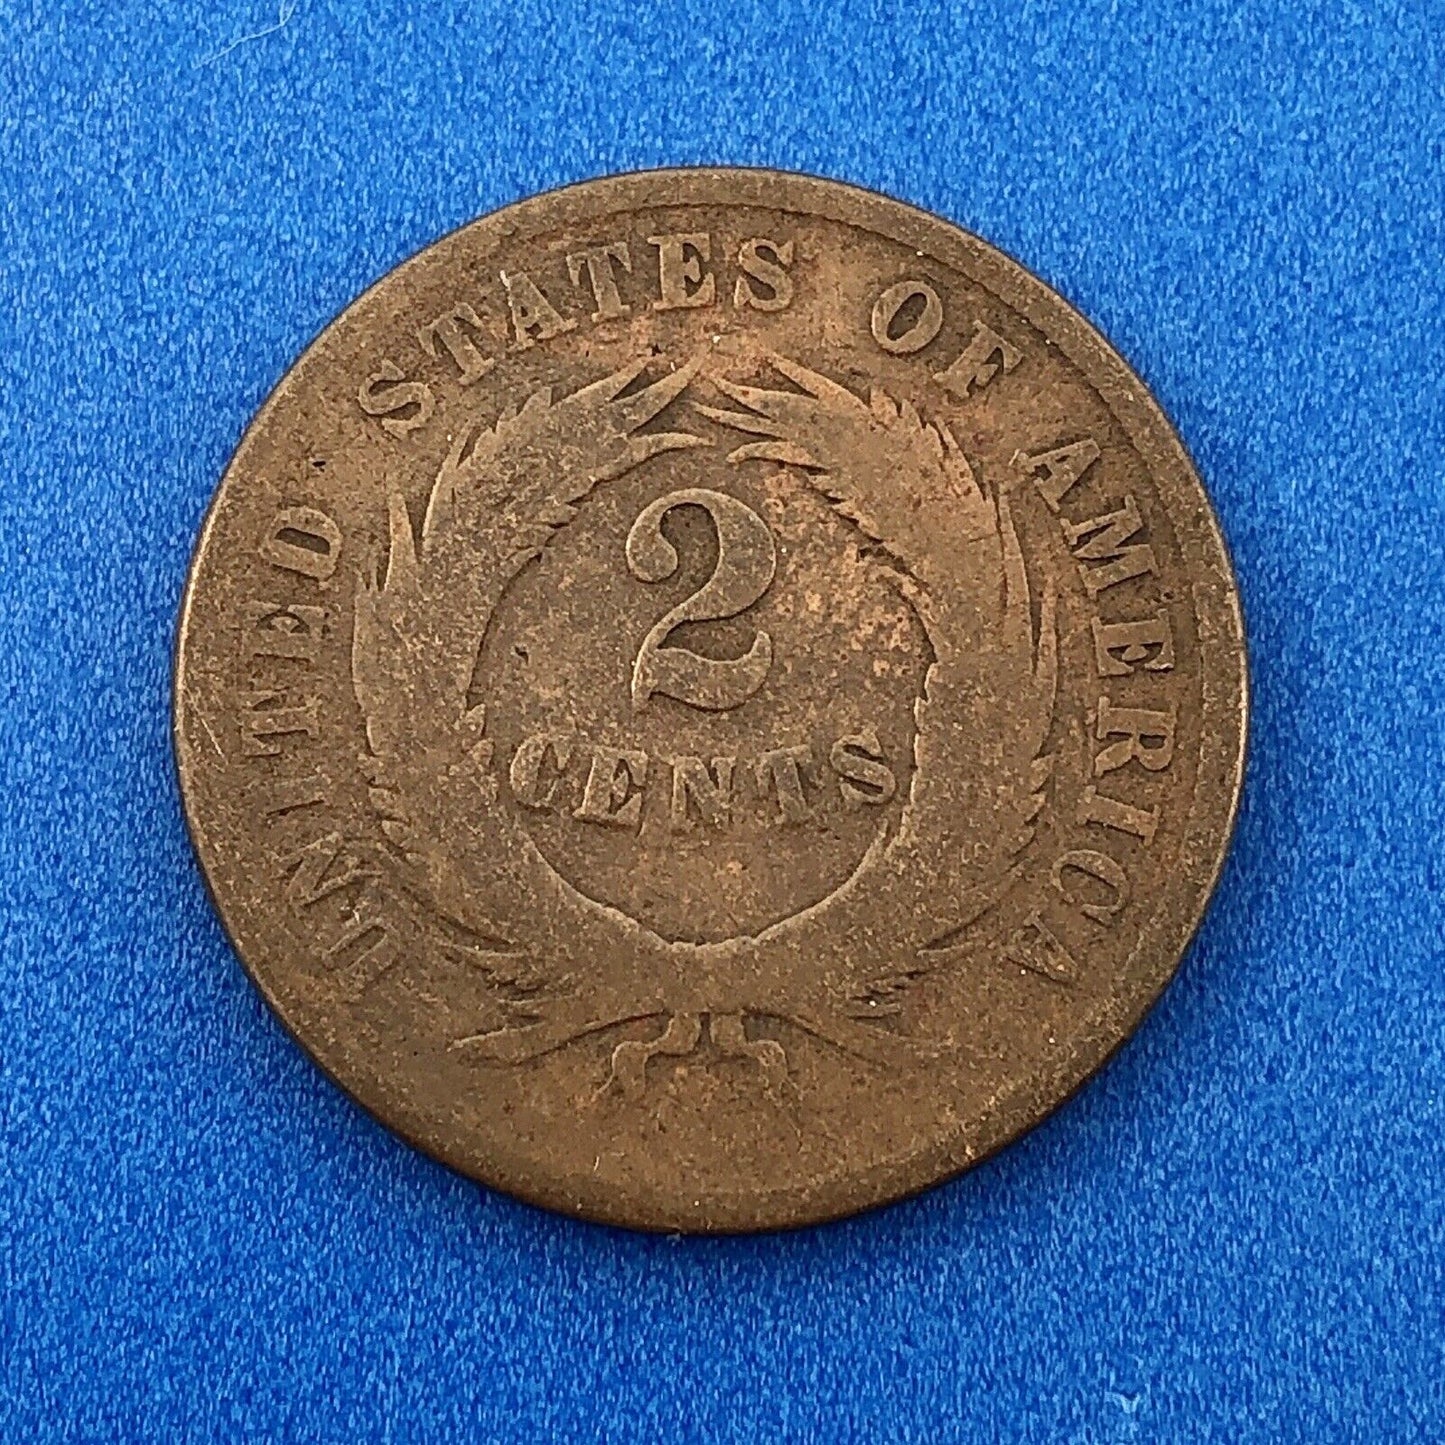 UNITED STATES OF AMERICA
2
CENTS